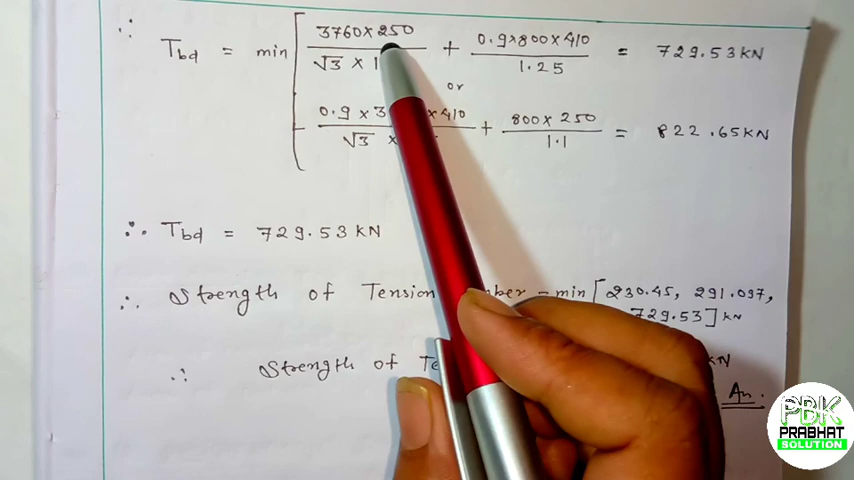 ∴ Tbd = min [ 3760×250 / √3 × 1 + 0.9×800×410 / 1.25 = 729.53 KN
or
0.9 × 3 × 410 / √3 × + 800 × 250 / 1.1 = 822.65 KN
∴ Tbd = 729.53 KN
∴ Strength of Tension = min [230.45, 291.097,
729.53] KN
∴ Strength of Te KN
An.
PBK
PRABHAT
SOLUTION